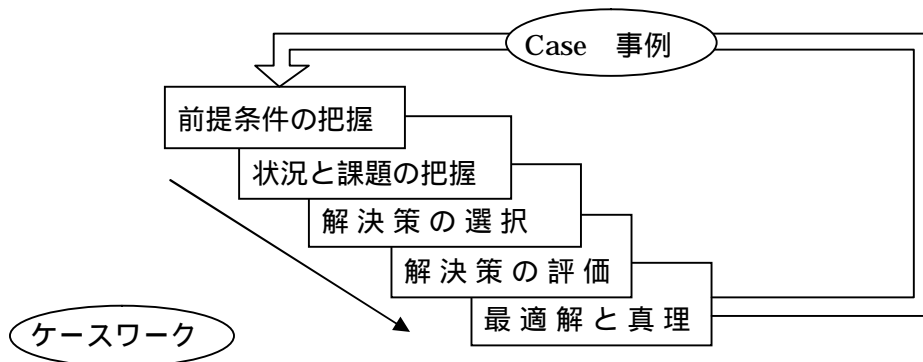 Case 事例
前提条件の把握
状況と課題の把握
解決策の選択
解決策の評価
最適解と真理
ケースワーク